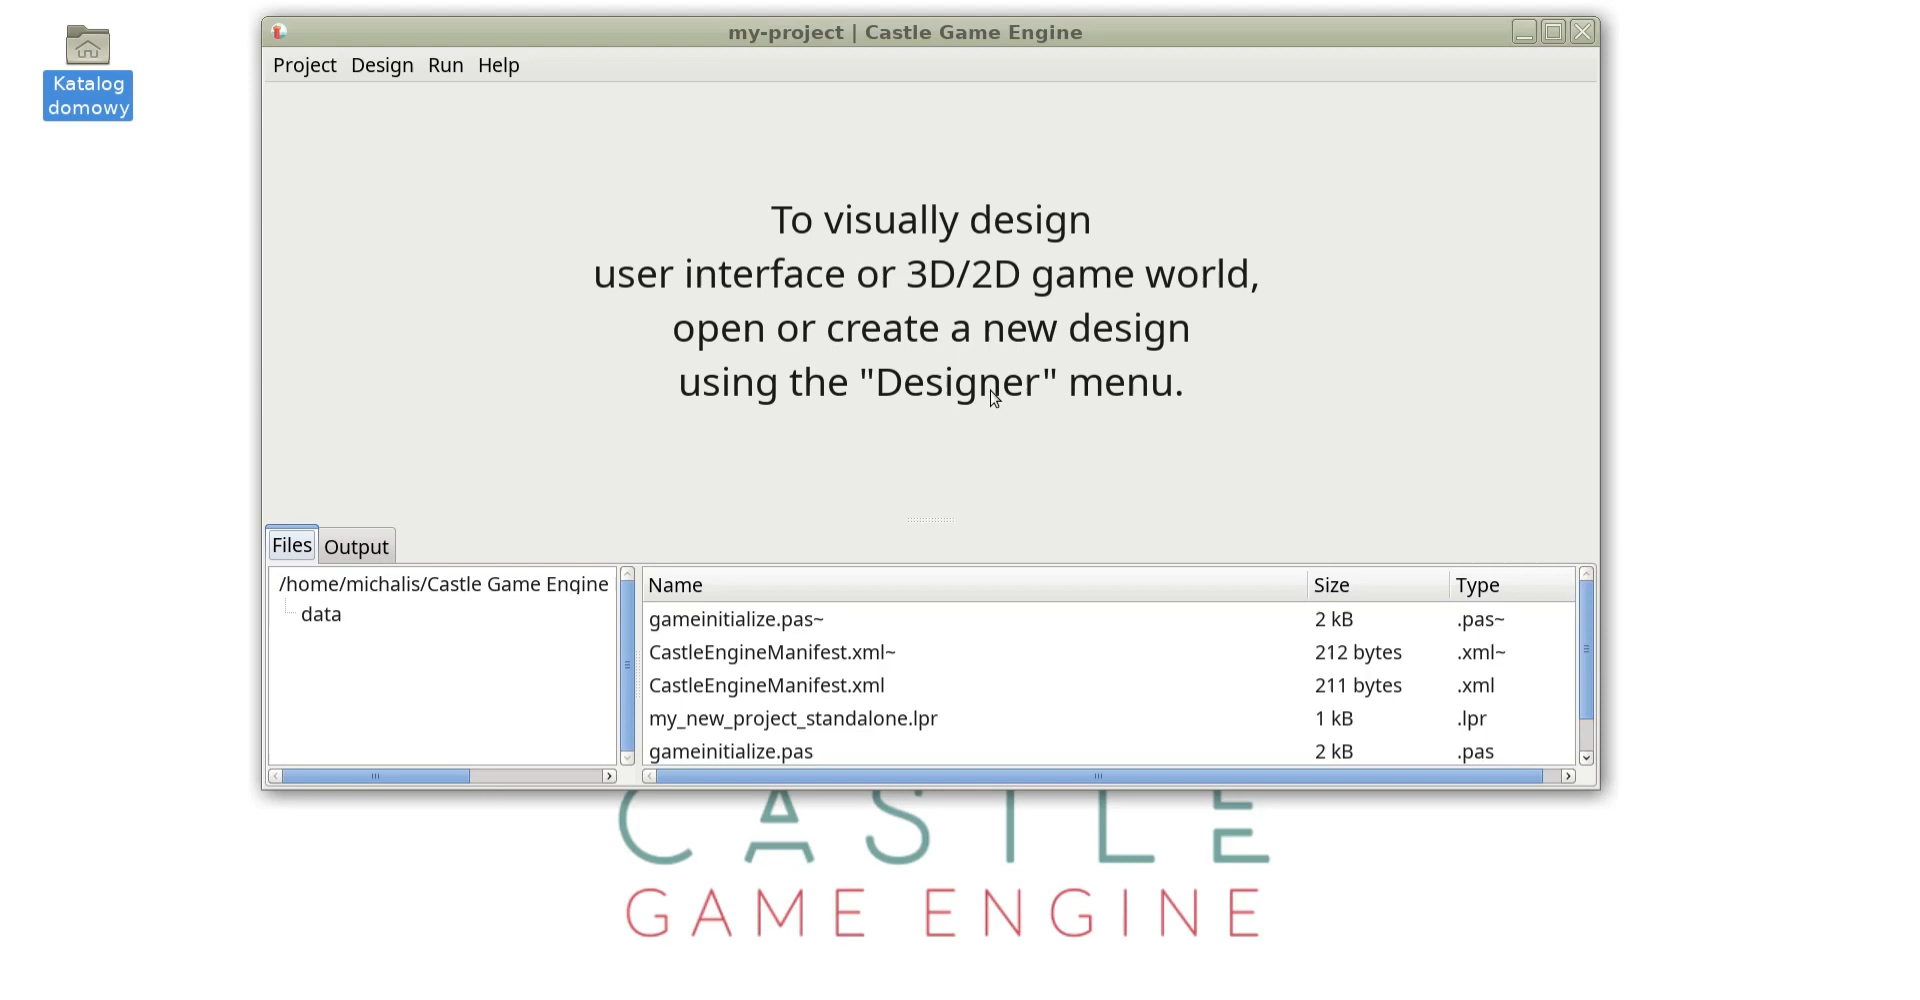 Katalog
domowy
my-project | Castle Game Engine
Project Design Run Help
To visually design
user interface or 3D/2D game world,
open or create a new design
using the "Designer" menu.
Files Output
/home/michalis/Castle Game Engine
data
Name Size Type
gameinitialize.pas~ 2 kB .pas~
CastleEngineManifest.xml~ 212 bytes .xml~
CastleEngineManifest.xml 211 bytes .xml
my_new_project_standalone.lpr 1 kB .lpr
gameinitialize.pas 2 kB .pas
CASTLE
GAME ENGINE